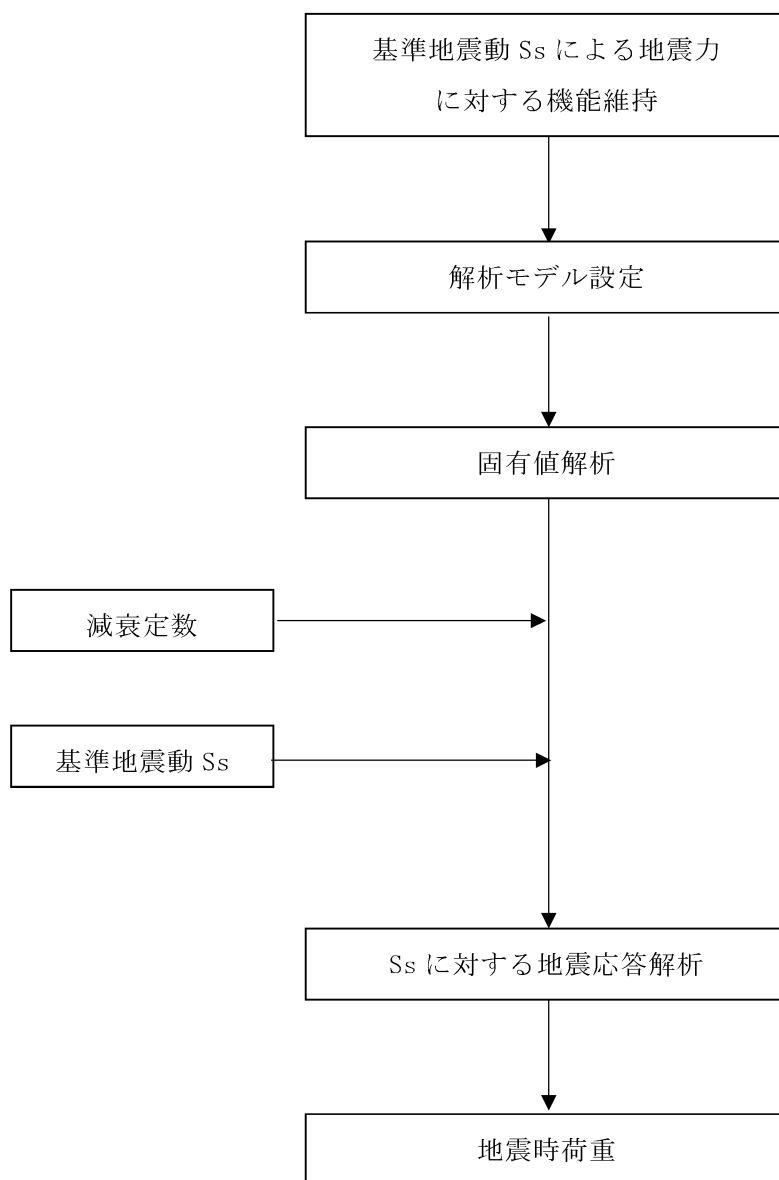 基準地震動 Ss による地震力
に対する機能維持
解析モデル設定
固有値解析
減衰定数
基準地震動 Ss
Ss に対する地震応答解析
地震時荷重